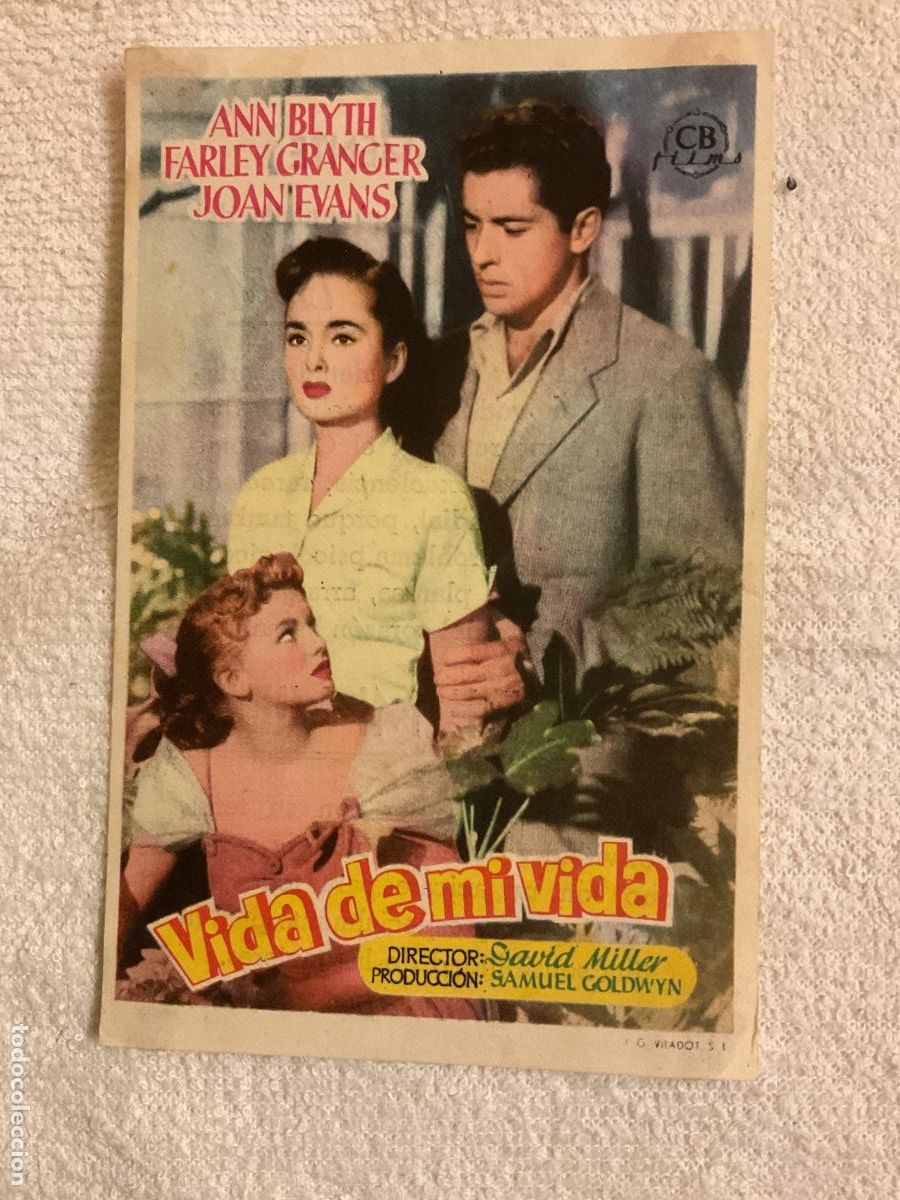 ANN BLYTH
FARLEY GRANGER
JOAN EVANS
CB
films
Vida de mi vida
DIRECTOR: David Miller
PRODUCCIÓN: SAMUEL GOLDWYN
G. VILADOT, S. L
todocoleccion